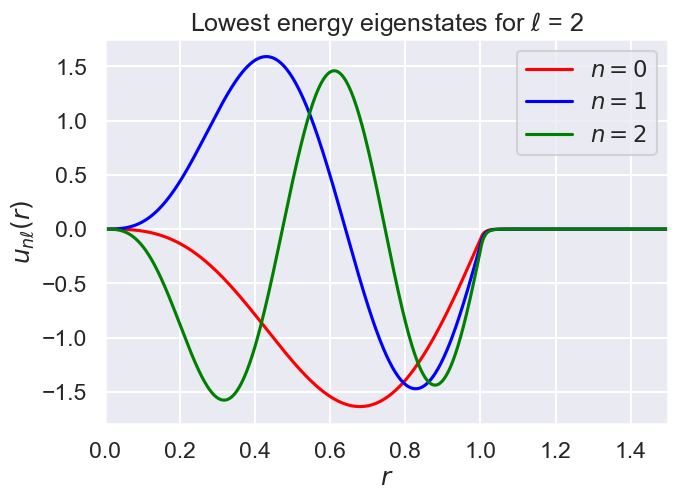 Lowest energy eigenstates for ℓ = 2
u_{nℓ}(r)
1.5
1.0
0.5
0.0
−0.5
−1.0
−1.5
n = 0
n = 1
n = 2
0.0 0.2 0.4 0.6 0.8 1.0 1.2 1.4
r